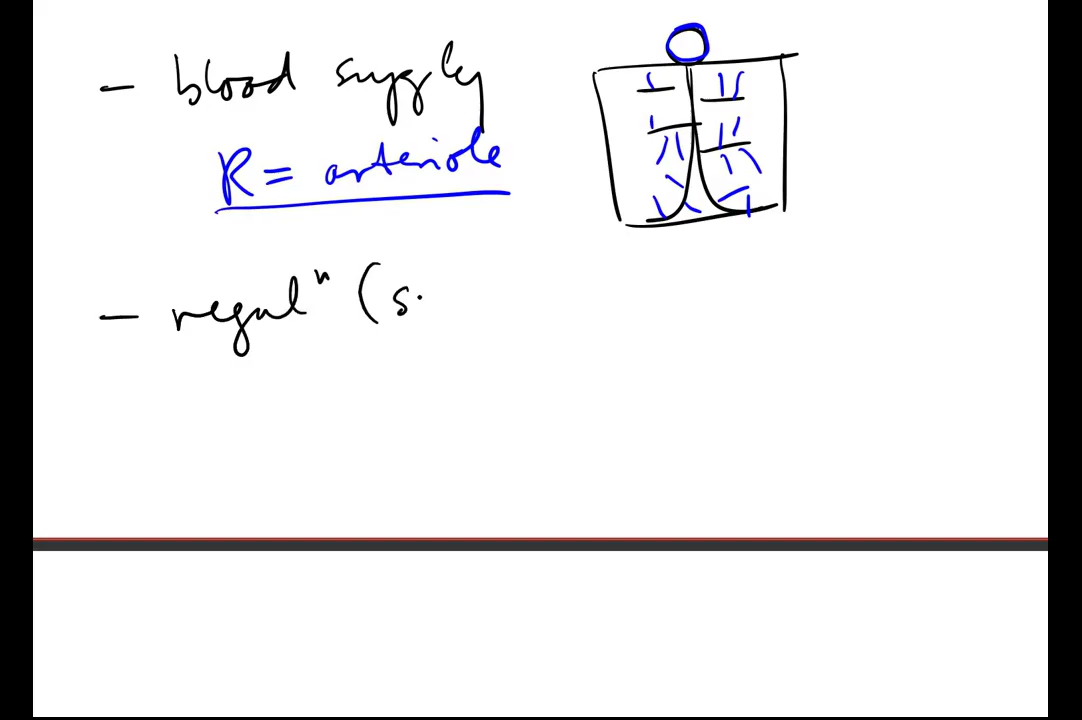 - blood supply
R = arteriole
- regulⁿ (s.